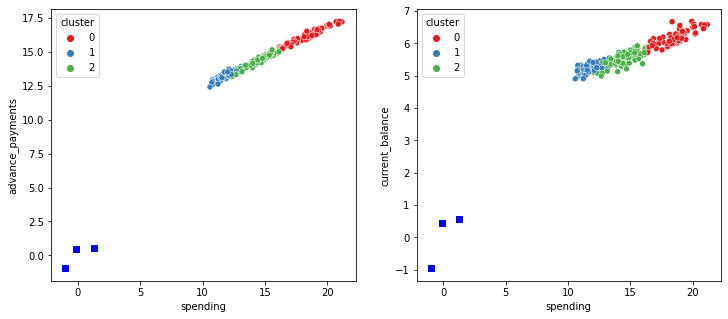 cluster
0
1
2
17.5
15.0
12.5
10.0
7.5
5.0
2.5
0.0
advance_payments
0 5 10 15 20
spending
cluster
0
1
2
7
6
5
4
3
2
1
0
−1
current_balance
0 5 10 15 20
spending